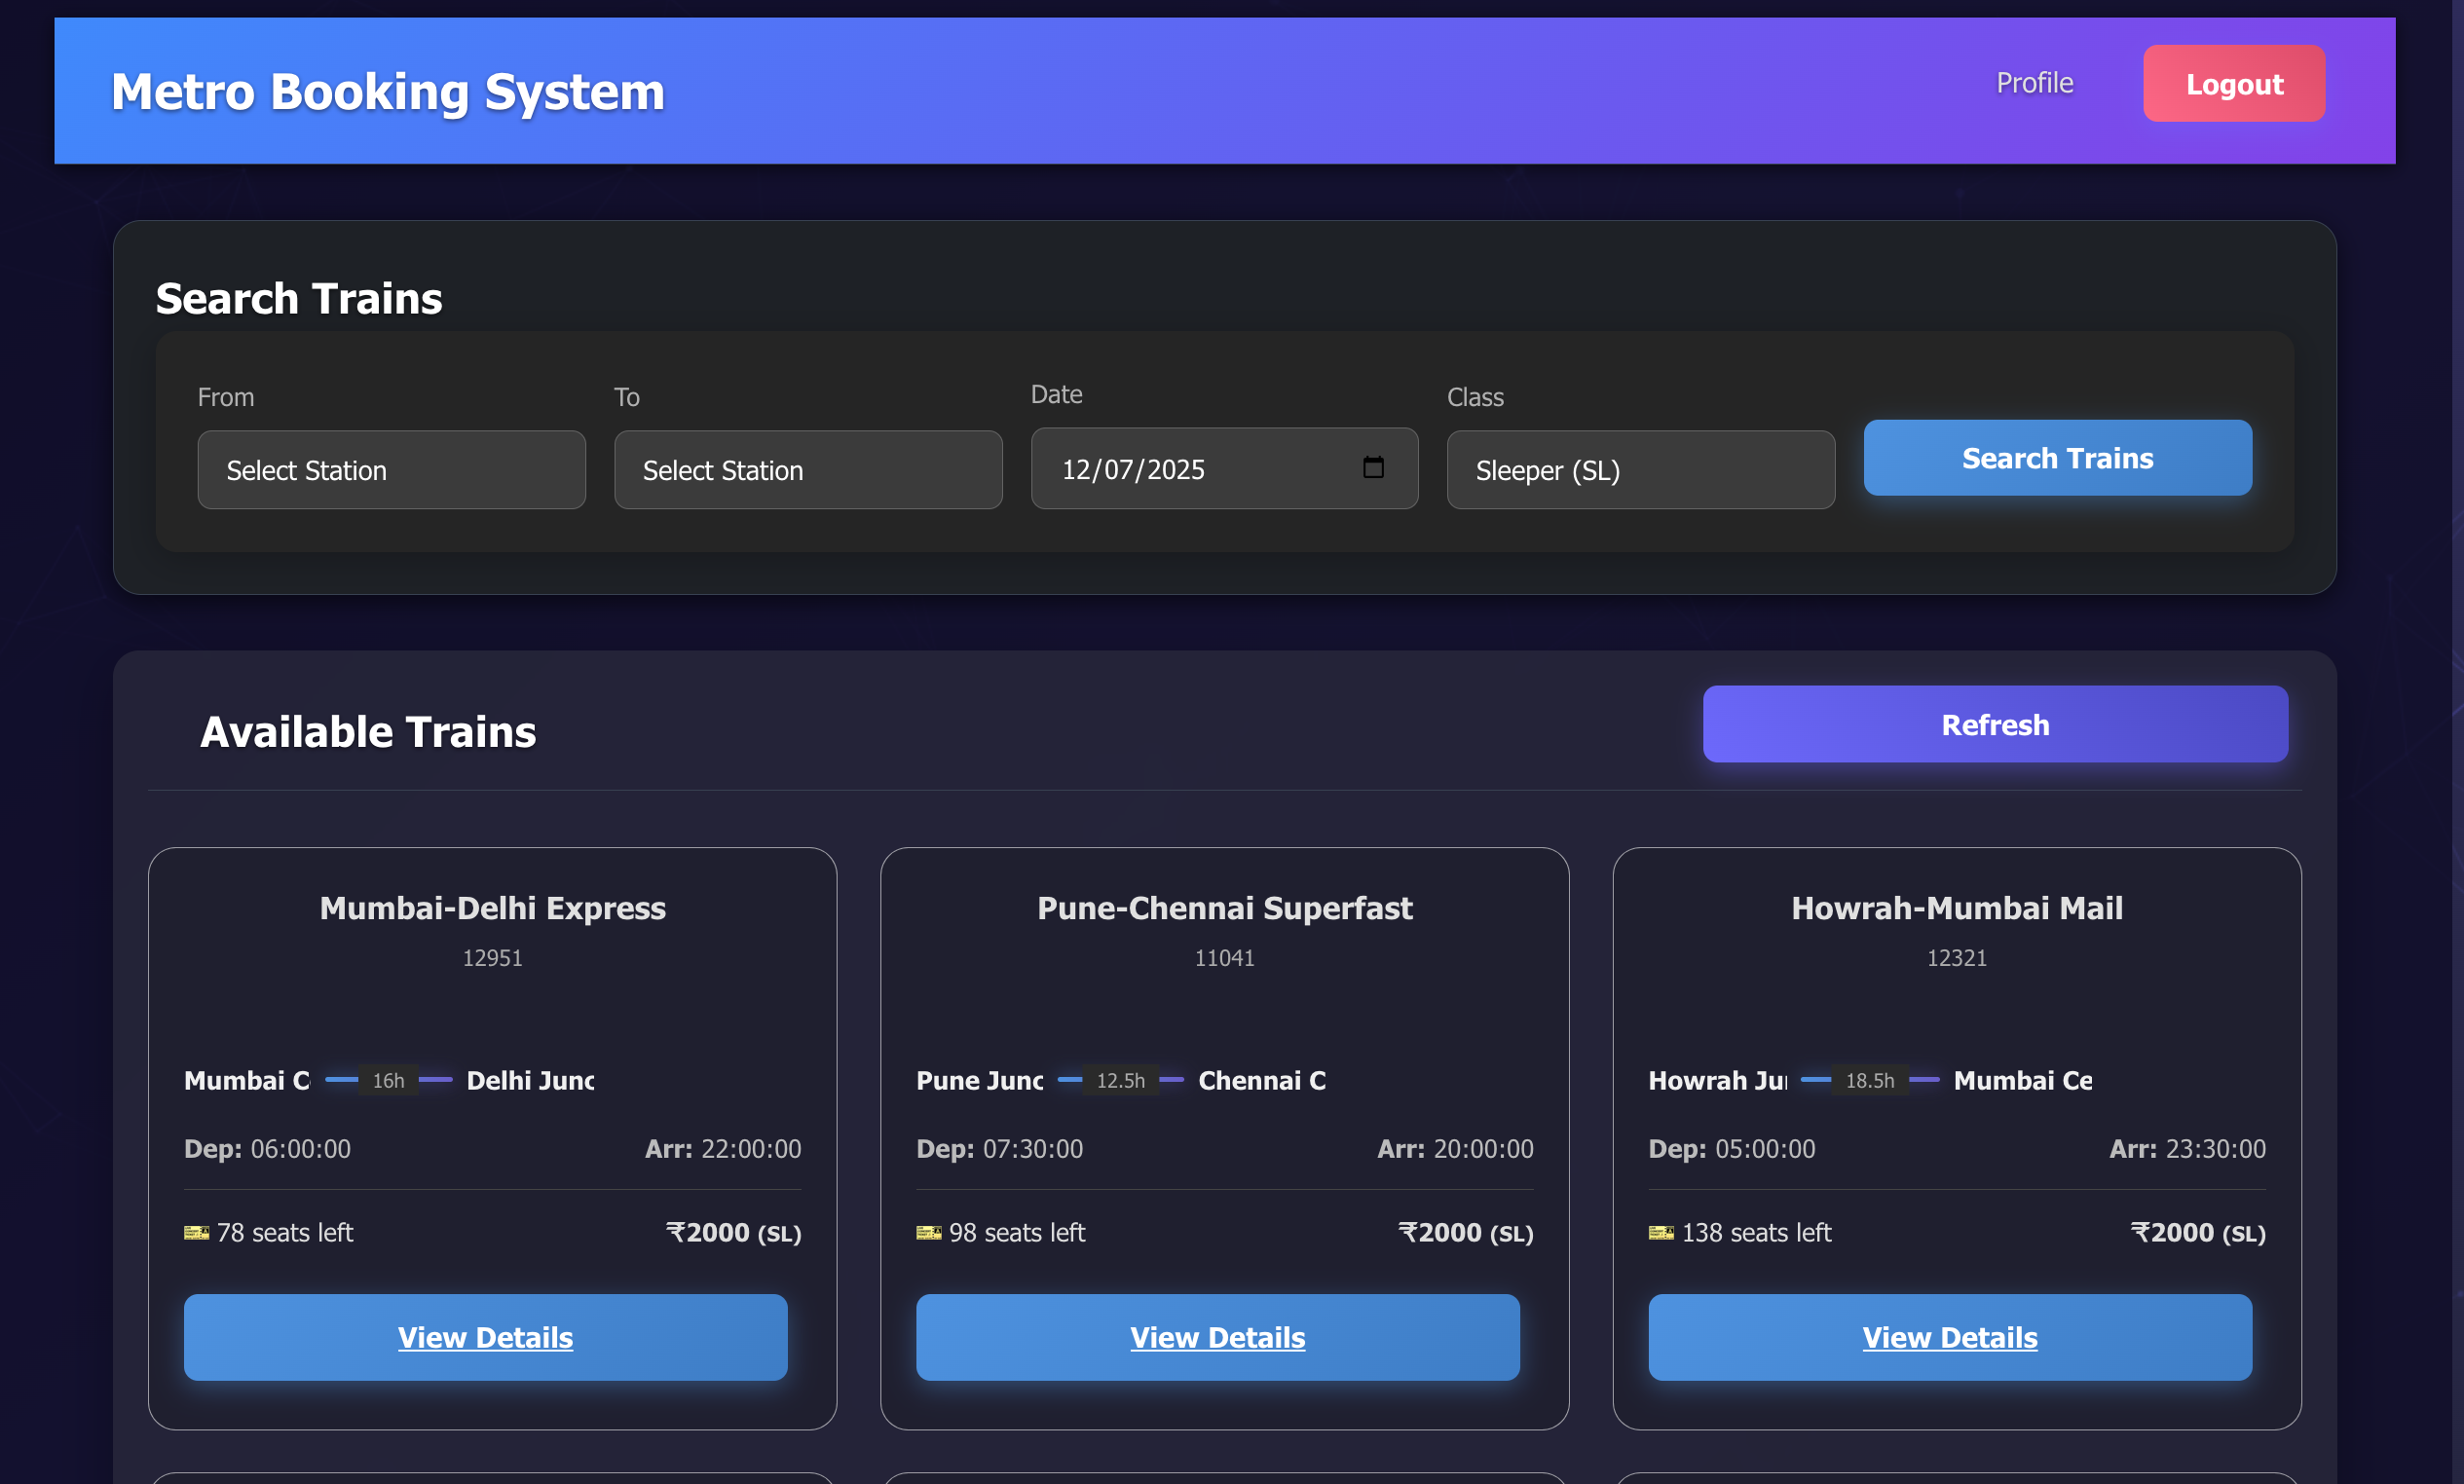 Metro Booking System Profile Logout
Search Trains
From To Date Class
Select Station Select Station 12/07/2025 Sleeper (SL) Search Trains
Available Trains Refresh
Mumbai-Delhi Express
12951
Mumbai C 16h Delhi Junc
Dep: 06:00:00 Arr: 22:00:00
78 seats left ₹2000 (SL)
View Details
Pune-Chennai Superfast
11041
Pune Junc 12.5h Chennai C
Dep: 07:30:00 Arr: 20:00:00
98 seats left ₹2000 (SL)
View Details
Howrah-Mumbai Mail
12321
Howrah Ju 18.5h Mumbai Ce
Dep: 05:00:00 Arr: 23:30:00
138 seats left ₹2000 (SL)
View Details